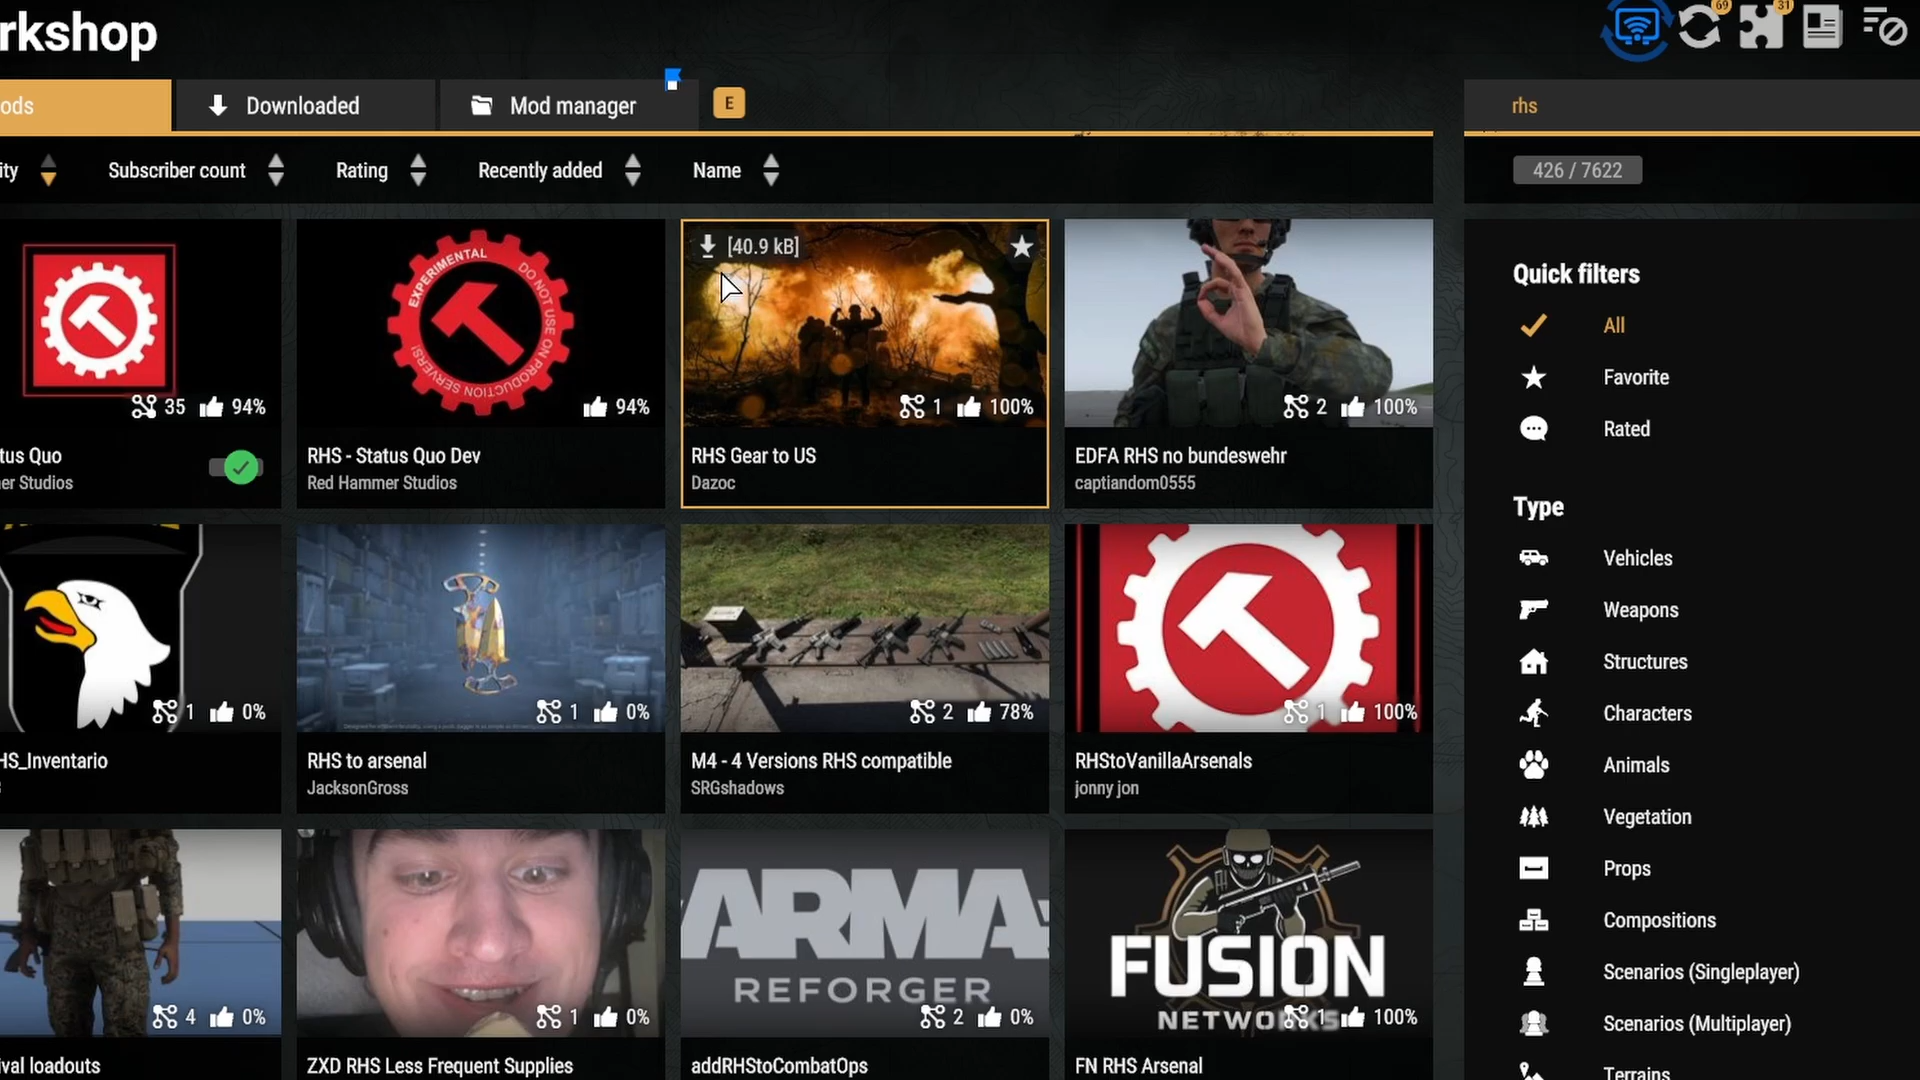 rkshop
69
31
ods
Downloaded
Mod manager
E
rhs
ity
Subscriber count
Rating
Recently added
Name
426 / 7622
35
94%
tus Quo
er Studios
EXPERIMENTAL
DO NOT USE ON PRODUCTION SERVERS!
94%
RHS - Status Quo Dev
Red Hammer Studios
[40.9 kB]
1
100%
RHS Gear to US
Dazoc
2
100%
EDFA RHS no bundeswehr
captiandom0555
1
0%
HS_Inventario
1
0%
RHS to arsenal
JacksonGross
2
78%
M4 - 4 Versions RHS compatible
SRGshadows
1
100%
RHStoVanillaArsenals
jonny jon
4
0%
val loadouts
1
0%
ZXD RHS Less Frequent Supplies
ARMA
REFORGER
2
0%
addRHStoCombatOps
FUSION
NETWORKS
1
100%
FN RHS Arsenal
Quick filters
All
Favorite
Rated
Type
Vehicles
Weapons
Structures
Characters
Animals
Vegetation
Props
Compositions
Scenarios (Singleplayer)
Scenarios (Multiplayer)
Terrains